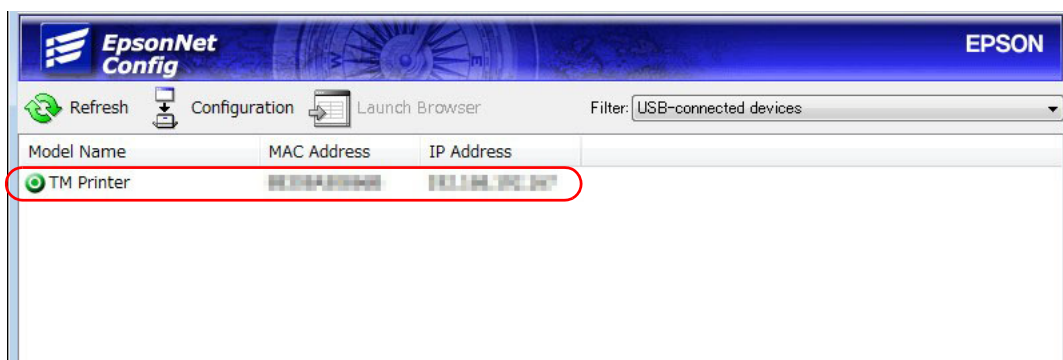 EpsonNet
Config
EPSON
Refresh Configuration Launch Browser Filter: USB-connected devices
Model Name MAC Address IP Address
TM Printer